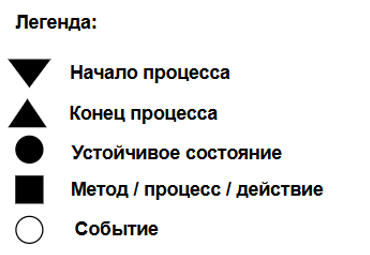 Легенда:
Начало процесса
Конец процесса
Устойчивое состояние
Метод / процесс / действие
Событие